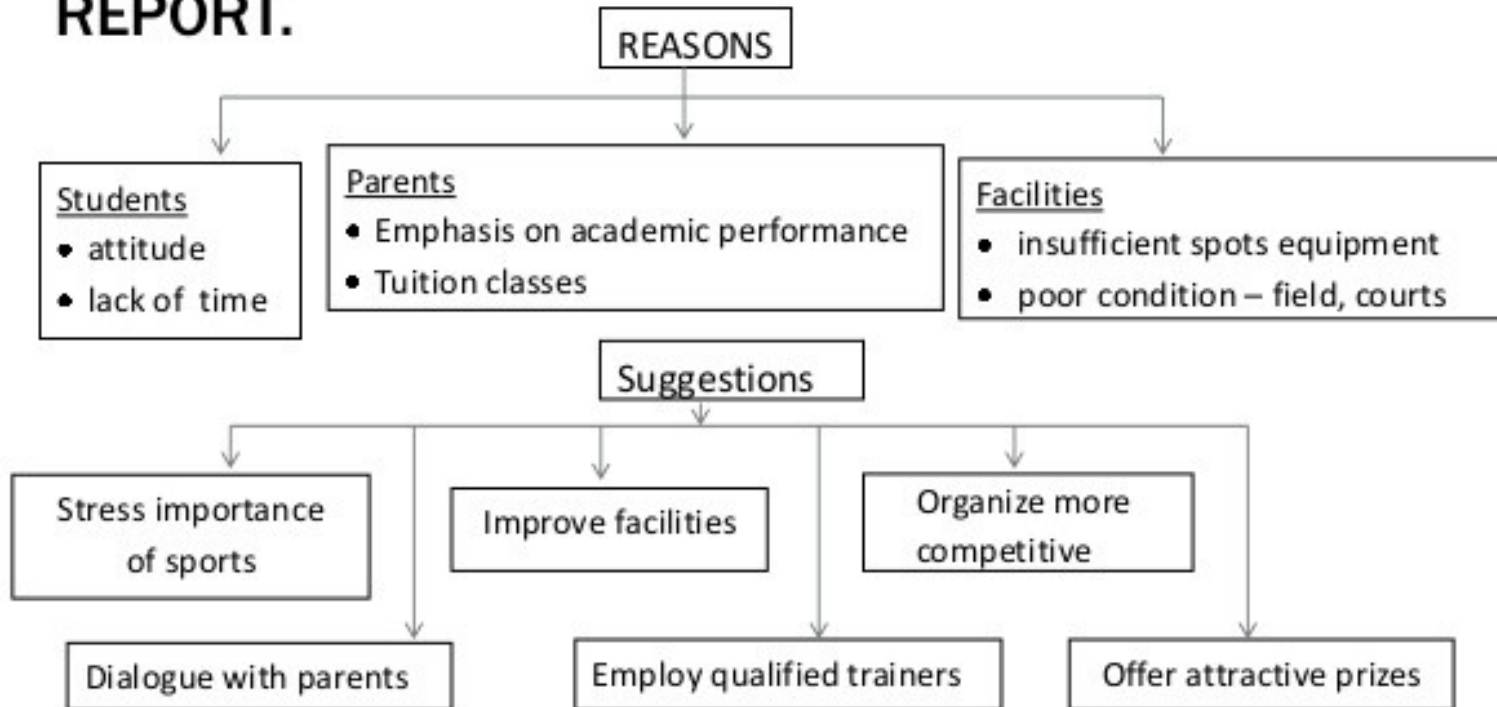 REPORT.
REASONS
Students
• attitude
• lack of time
Parents
• Emphasis on academic performance
• Tuition classes
Facilities
• insufficient spots equipment
• poor condition – field, courts
Suggestions
Stress importance
of sports
Improve facilities
Organize more
competitive
Dialogue with parents
Employ qualified trainers
Offer attractive prizes